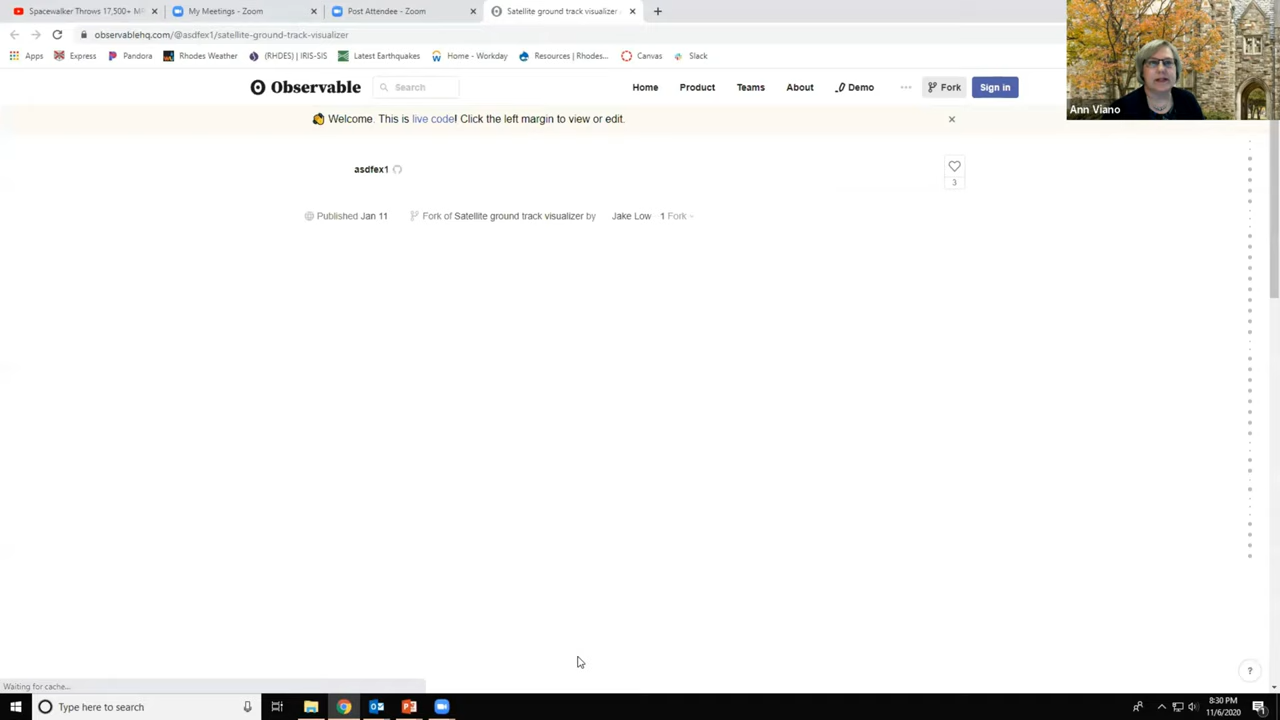 Spacewalker Throws 17,500+ M
My Meetings - Zoom
Post Attendee - Zoom
Satellite ground track visualizer
observablehq.com/@asdfex1/satellite-ground-track-visualizer
Apps
Express
Pandora
Rhodes Weather
(RHDES) | IRIS-SIS
Latest Earthquakes
Home - Workday
Resources | Rhodes...
Canvas
Slack
Observable
Search
Home
Product
Teams
About
Demo
Fork
Sign in
Ann Viano
Welcome. This is live code! Click the left margin to view or edit.
asdfex1
3
Published Jan 11
Fork of Satellite ground track visualizer by
Jake Low
1 Fork
?
Waiting for cache...
Type here to search
8:30 PM
11/6/2020